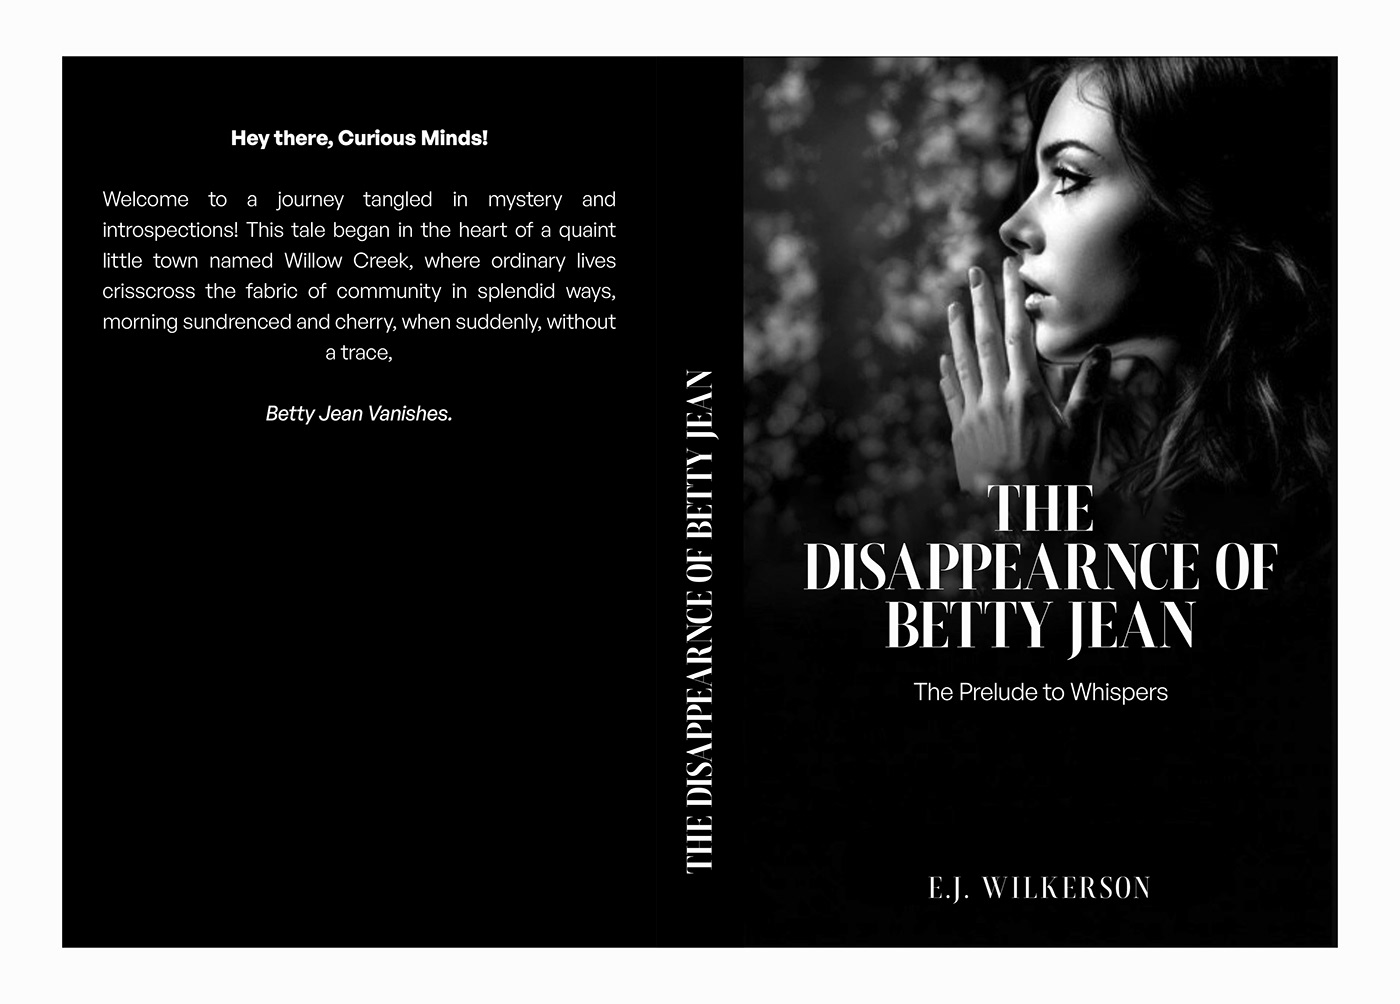 Hey there, Curious Minds!
Welcome to a journey tangled in mystery and
introspections! This tale began in the heart of a quaint
little town named Willow Creek, where ordinary lives
crisscross the fabric of community in splendid ways,
morning sundrenced and cherry, when suddenly, without
a trace,
Betty Jean Vanishes.
THE DISAPPEARNCE OF BETTY JEAN
THE
DISAPPEARNCE OF
BETTY JEAN
The Prelude to Whispers
E.J. WILKERSON